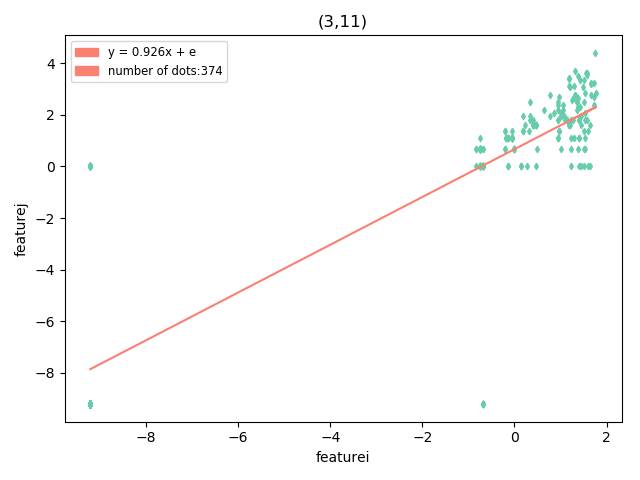 (3,11)
y = 0.926x + e
number of dots:374
4
2
0
−2
−4
−6
−8
featurej
−8 −6 −4 −2 0 2
featurei